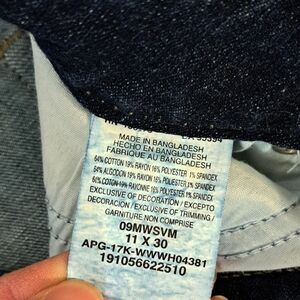 MADE IN BANGLADESH
HECHO EN BANGLADESH
FABRIQUE AU BANGLADESH
64% COTTON 19% RAYON 16% POLYESTER 1% SPANDEX
64% ALGODON 19% RAYON 16% POLIESTER 1% SPANDEX
64% COTON 19% RAYON 16% POLYESTER 1% SPANDEX
EXCLUSIVE OF DECORATION / EXCEPTO
DECORACION / EXCLUSIVE OF TRIMMING /
GARNITURE NON COMPRISE
09MWSVM
11 X 30
APG-17K-WWWH04381
191056622510